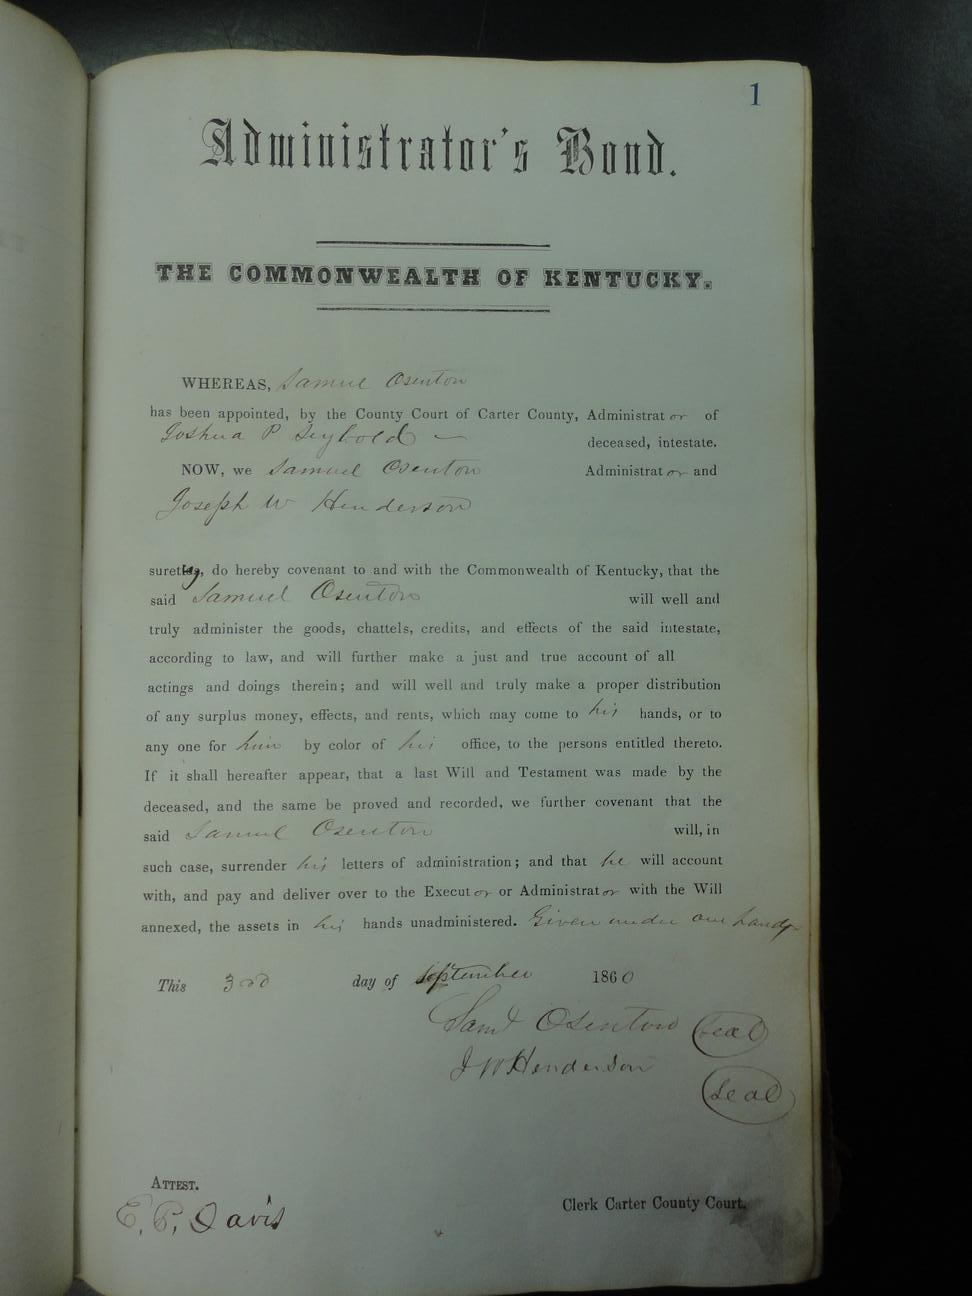 1
Administrator's Bond.
THE COMMONWEALTH OF KENTUCKY.
WHEREAS, Samuel Osenton
has been appointed, by the County Court of Carter County, Administrator of
Joshua P Seybold deceased, intestate.
NOW, we Samuel Osenton Administrator and
Joseph W Henderson
surety, do hereby covenant to and with the Commonwealth of Kentucky, that the
said Samuel Osenton will well and
truly administer the goods, chattels, credits, and effects of the said intestate,
according to law, and will further make a just and true account of all
actings and doings therein; and will well and truly make a proper distribution
of any surplus money, effects, and rents, which may come to his hands, or to
any one for him by color of his office, to the persons entitled thereto.
If it shall hereafter appear, that a last Will and Testament was made by the
deceased, and the same be proved and recorded, we further covenant that the
said Samuel Osenton will, in
such case, surrender his letters of administration; and that he will account
with, and pay and deliver over to the Executor or Administrator with the Will
annexed, the assets in his hands unadministered. Given under our hands
This 3rd day of September 1860
Saml Osenton Seal
J W Henderson
Seal
ATTEST.
E. P. Davis Clerk Carter County Court.